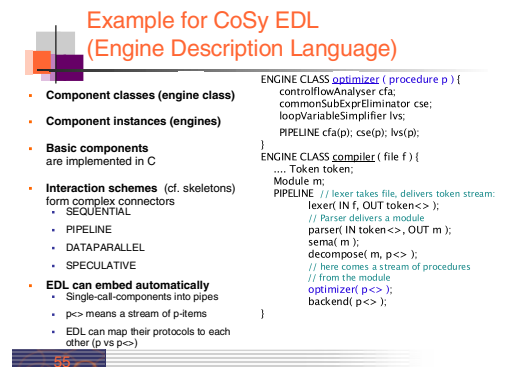 Example for CoSy EDL
(Engine Description Language)
Component classes (engine class)
Component instances (engines)
Basic components
are implemented in C
Interaction schemes (cf. skeletons)
form complex connectors
SEQUENTIAL
PIPELINE
DATAPARALLEL
SPECULATIVE
EDL can embed automatically
Single-call-components into pipes
p<> means a stream of p-items
EDL can map their protocols to each
other (p vs p<>)
ENGINE CLASS optimizer ( procedure p ) {
controlflowAnalyser cfa;
commonSubExprEliminator cse;
loopVariableSimplifier lvs;
PIPELINE cfa(p); cse(p); lvs(p);
}
ENGINE CLASS compiler ( file f ) {
.... Token token;
Module m;
PIPELINE // lexer takes file, delivers token stream:
lexer( IN f, OUT token<> );
// Parser delivers a module
parser( IN token<>, OUT m );
sema( m );
decompose( m, p<> );
// here comes a stream of procedures
// from the module
optimizer( p<> );
backend( p<> );
}
55